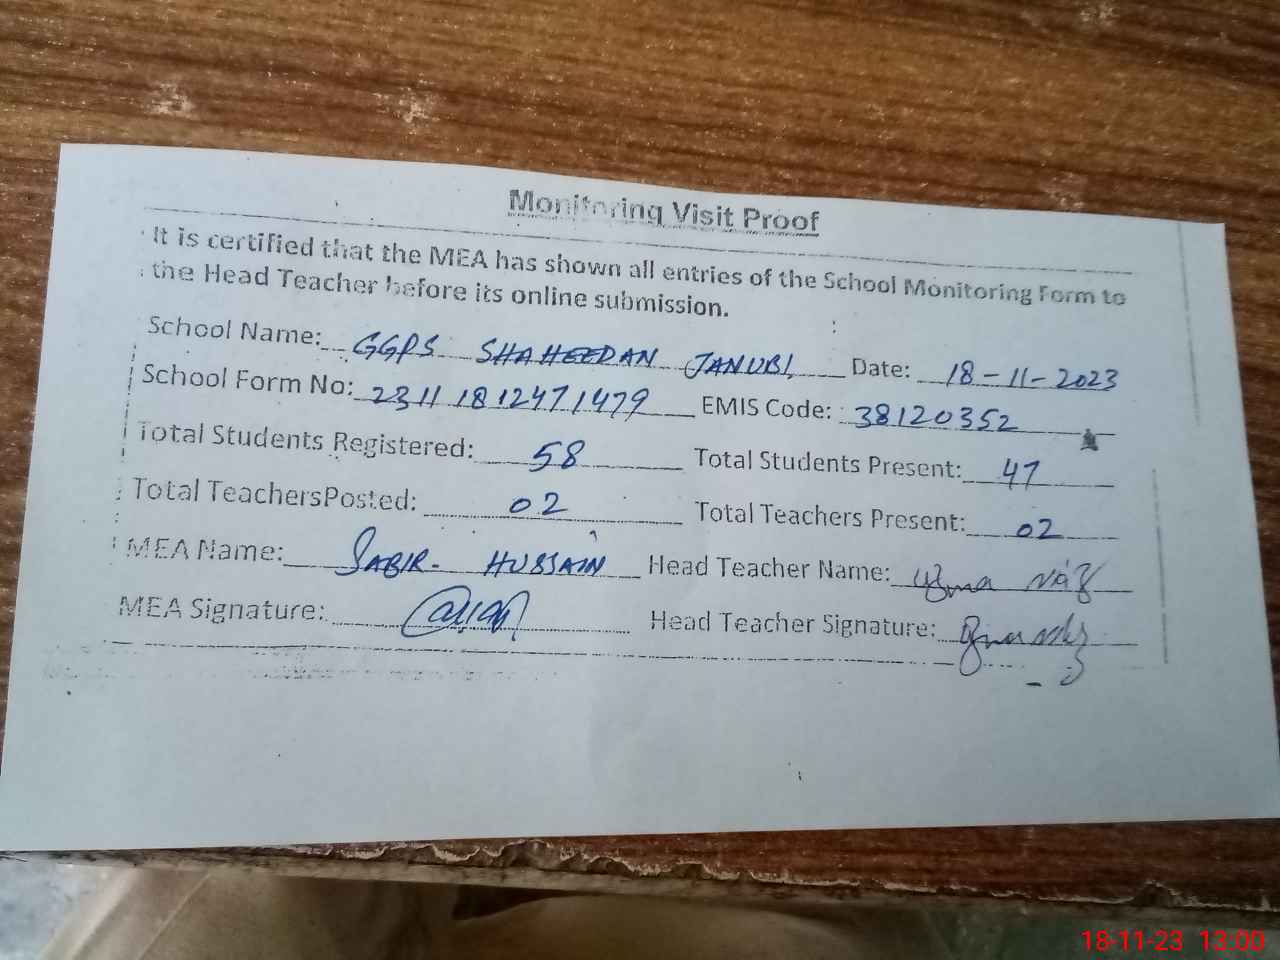 Monitoring Visit Proof
It is certified that the MEA has shown all entries of the School Monitoring Form to
the Head Teacher before its online submission.
School Name: GGPS SHAHEEDAN JANUBI Date: 18-11-2023
School Form No: 23111812471479 EMIS Code: 38120352
Total Students Registered: 58 Total Students Present: 47
Total TeachersPosted: 02 Total Teachers Present: 02
MEA Name: SABIR HUSSAIN Head Teacher Name: Uzma Naz
MEA Signature: Head Teacher Signature:
18-11-23 13:00